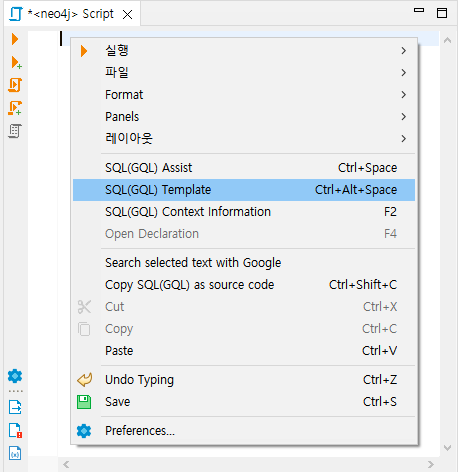 *<neo4j> Script
실행
파일
Format
Panels
레이아웃
SQL(GQL) Assist Ctrl+Space
SQL(GQL) Template Ctrl+Alt+Space
SQL(GQL) Context Information F2
Open Declaration F4
Search selected text with Google
Copy SQL(GQL) as source code Ctrl+Shift+C
Cut Ctrl+X
Copy Ctrl+C
Paste Ctrl+V
Undo Typing Ctrl+Z
Save Ctrl+S
Preferences...